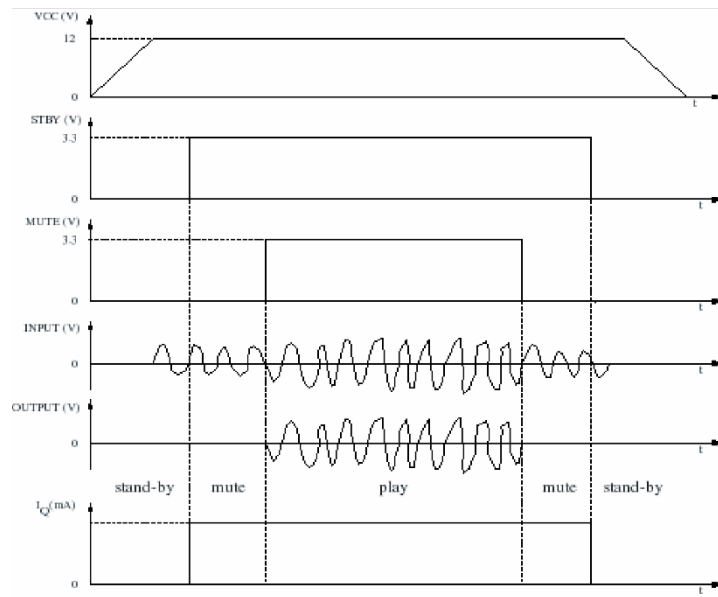 VCC (V)
12
0
t
STBY (V)
3.3
0
t
MUTE (V)
3.3
0
t
INPUT (V)
0
t
OUTPUT (V)
0
t
stand-by mute play mute stand-by
IQ(mA)
0
t